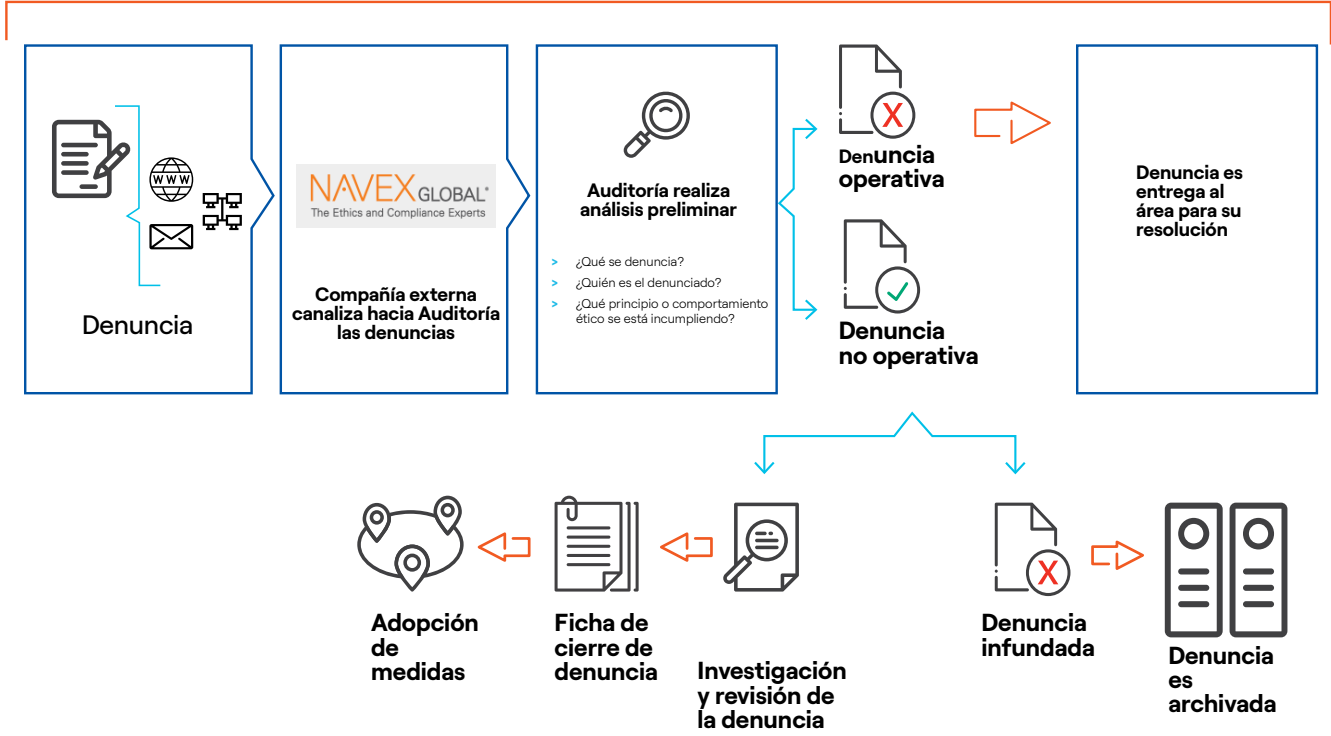 WWW
Denuncia
NAVEX GLOBAL®
The Ethics and Compliance Experts
Compañía externa
canaliza hacia Auditoría
las denuncias
Auditoría realiza
análisis preliminar
> ¿Qué se denuncia?
> ¿Quién es el denunciado?
> ¿Qué principio o comportamiento
ético se está incumpliendo?
X
Denuncia
operativa
Denuncia
no operativa
Denuncia es
entrega al
área para su
resolución
Adopción
de
medidas
Ficha de
cierre de
denuncia
Investigación
y revisión de
la denuncia
X
Denuncia
infundada
Denuncia
es
archivada